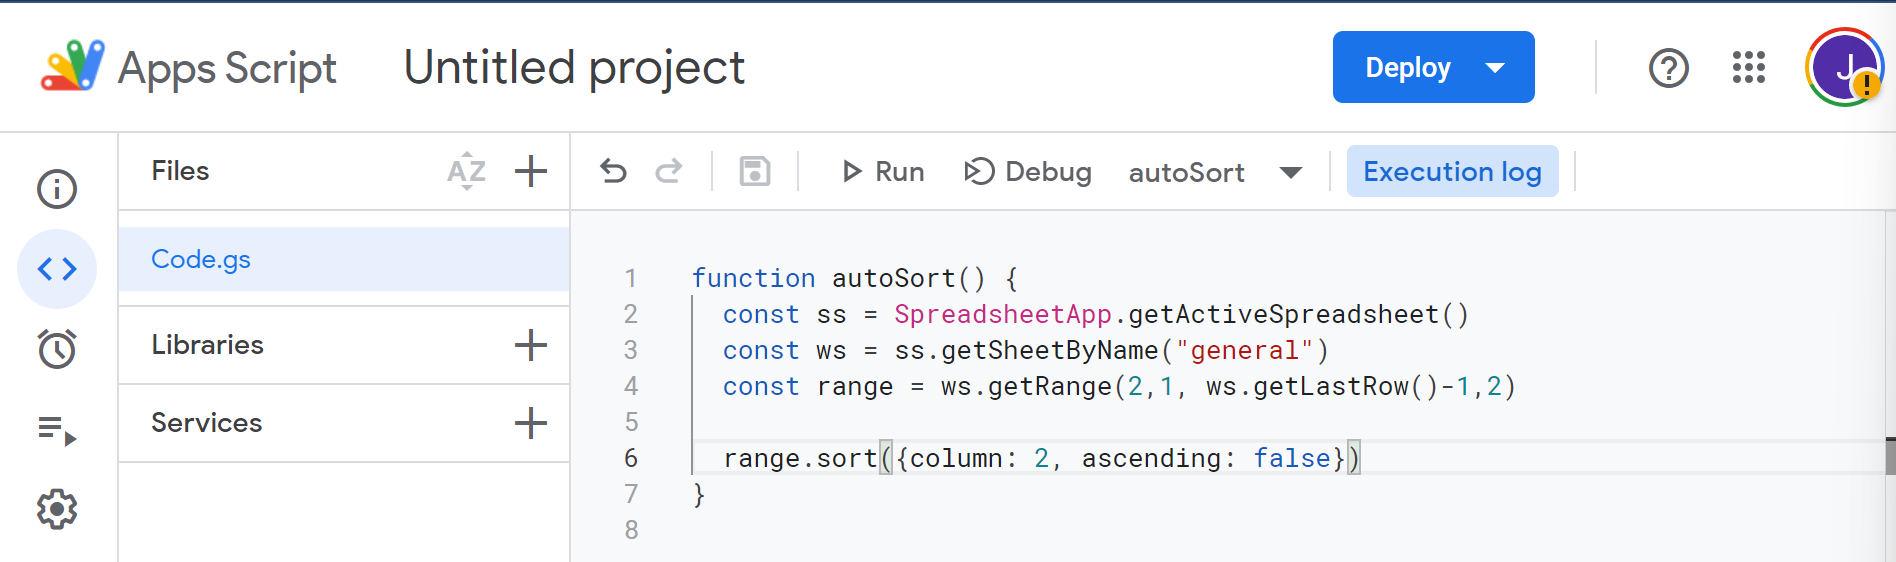 Apps Script Untitled project Deploy J
Files AZ Run Debug autoSort Execution log
Code.gs
Libraries
Services
1 function autoSort() {
2 const ss = SpreadsheetApp.getActiveSpreadsheet()
3 const ws = ss.getSheetByName("general")
4 const range = ws.getRange(2,1, ws.getLastRow()-1,2)
5
6 range.sort({column: 2, ascending: false})
7 }
8